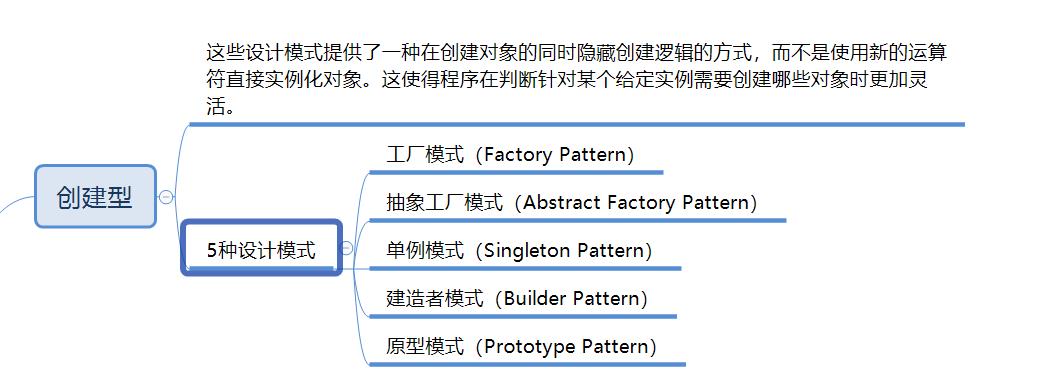 这些设计模式提供了一种在创建对象的同时隐藏创建逻辑的方式，而不是使用新的运算
符直接实例化对象。这使得程序在判断针对某个给定实例需要创建哪些对象时更加灵
活。
创建型
5种设计模式
工厂模式（Factory Pattern）
抽象工厂模式（Abstract Factory Pattern）
单例模式（Singleton Pattern）
建造者模式（Builder Pattern）
原型模式（Prototype Pattern）